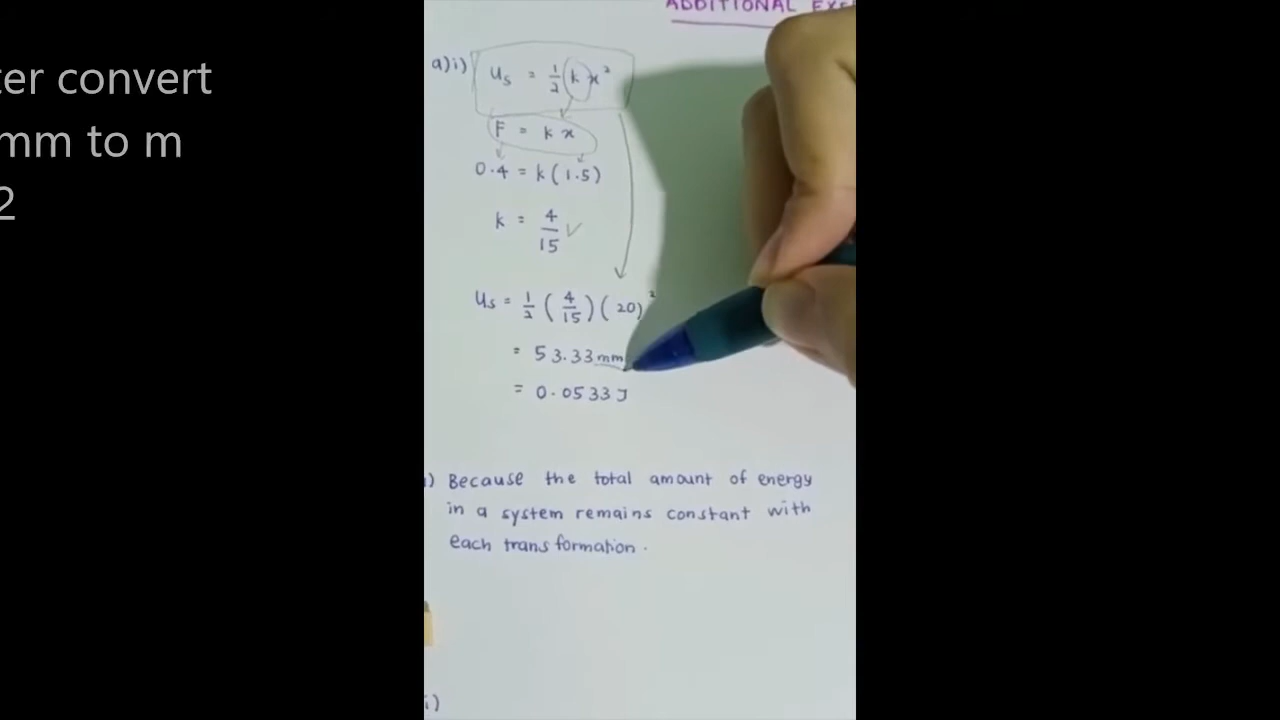 ADDITIONAL
ter convert
mm to m
2
a)i) Us = 1/2 k x²
F = k x
0.4 = k ( 1.5 )
k = 4/15
Us = 1/2 ( 4/15 ) ( 20 )²
= 53.33 mm
= 0.0533 J
i) Because the total amount of energy
in a system remains constant with
each transformation.
i)